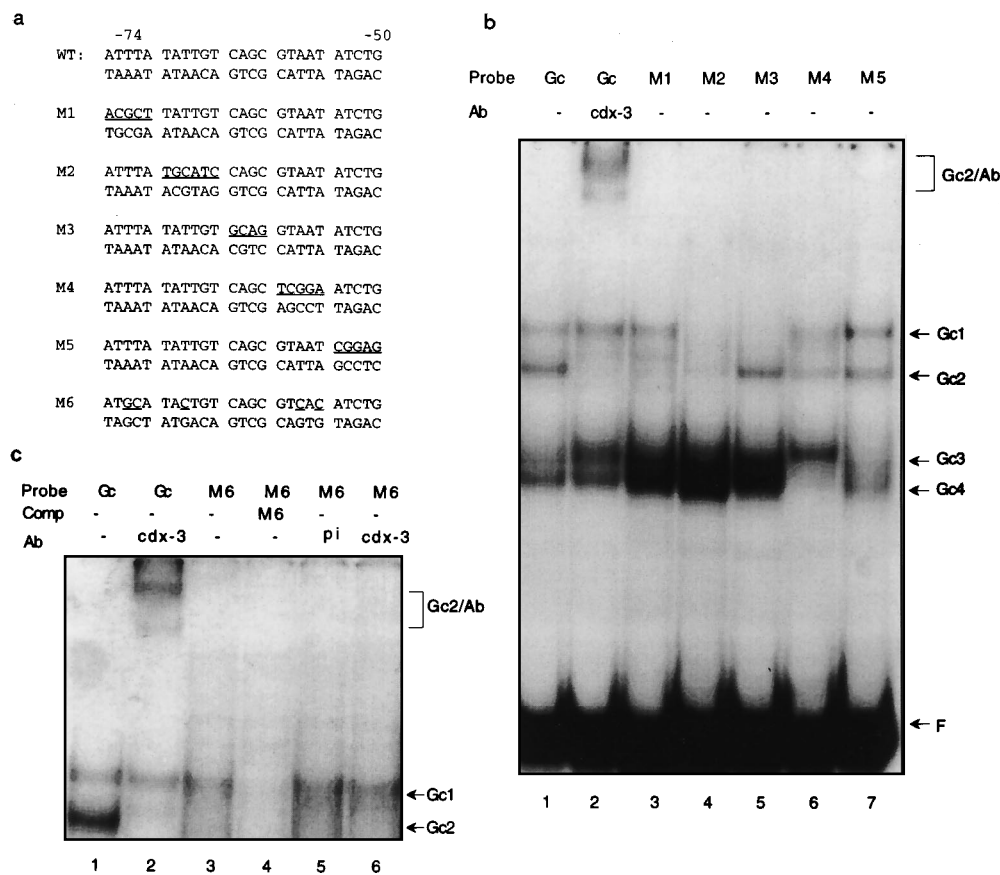 a
-74 -50
WT: ATTTA TATTGT CAGC GTAAT ATCTG
TAAAT ATAACA GTCG CATTA TAGAC
M1 ACGCT TATTGT CAGC GTAAT ATCTG
TGCGA ATAACA GTCG CATTA TAGAC
M2 ATTTA TGCATC CAGC GTAAT ATCTG
TAAAT ACGTAG GTCG CATTA TAGAC
M3 ATTTA TATTGT GCAG GTAAT ATCTG
TAAAT ATAACA CGTC CATTA TAGAC
M4 ATTTA TATTGT CAGC TCGGA ATCTG
TAAAT ATAACA GTCG AGCCT TAGAC
M5 ATTTA TATTGT CAGC GTAAT CGGAG
TAAAT ATAACA GTCG CATTA GCCTC
M6 ATGCA TACTGT CAGC GTCAC ATCTG
TAGCT ATGACA GTCG CAGTG TAGAC
b
Probe Gc Gc M1 M2 M3 M4 M5
Ab - cdx-3 - - - - -
Gc2/Ab
Gc1
Gc2
Gc3
Gc4
F
1 2 3 4 5 6 7
c
Probe Gc Gc M6 M6 M6 M6
Comp - - - M6 - -
Ab - cdx-3 - - pi cdx-3
Gc2/Ab
Gc1
Gc2
1 2 3 4 5 6